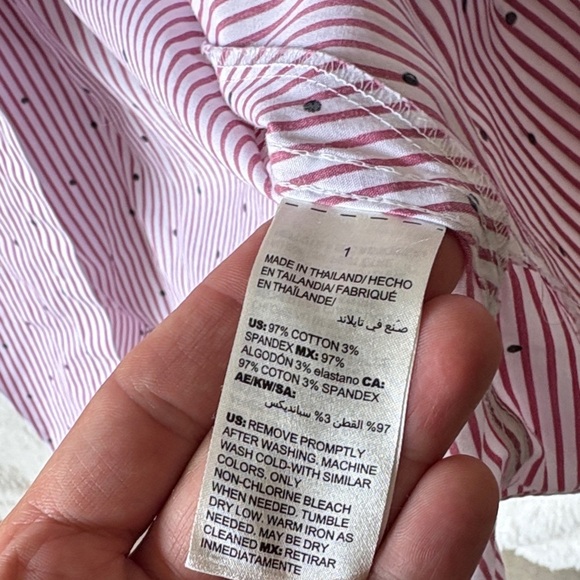 1
MADE IN THAILAND/ HECHO
EN TAILANDIA/ FABRIQUÉ
EN THAÏLANDE/
صنع في تايلاند
US: 97% COTTON 3%
SPANDEX MX: 97%
ALGODÓN 3% elastano CA:
97% COTON 3% SPANDEX
AE/KW/SA:
97% القطن 3% سبانديكس
US: REMOVE PROMPTLY
AFTER WASHING. MACHINE
WASH COLD-WITH SIMILAR
COLORS. ONLY
NON-CHLORINE BLEACH
WHEN NEEDED. TUMBLE
DRY LOW. WARM IRON AS
NEEDED. MAY BE DRY
CLEANED MX: RETIRAR
INMEDIATAMENTE